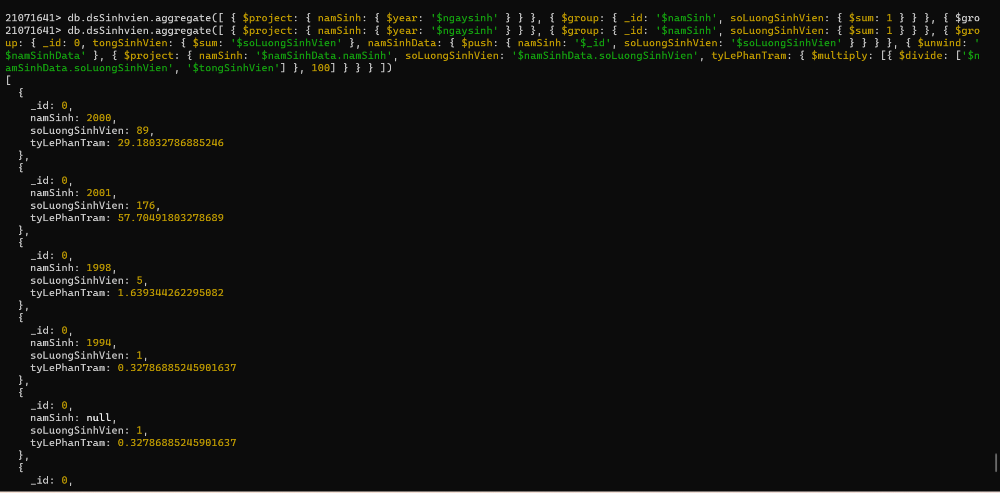 21071641> db.dsSinhvien.aggregate([ { $project: { namSinh: { $year: '$ngaysinh' } } }, { $group: { _id: '$namSinh', soLuongSinhVien: { $sum: 1 } } }, { $gro
21071641> db.dsSinhvien.aggregate([ { $project: { namSinh: { $year: '$ngaysinh' } } }, { $group: { _id: '$namSinh', soLuongSinhVien: { $sum: 1 } } }, { $gro
up: { _id: 0, tongSinhVien: { $sum: '$soLuongSinhVien' }, namSinhData: { $push: { namSinh: '$_id', soLuongSinhVien: '$soLuongSinhVien' } } } }, { $unwind: '
$namSinhData' }, { $project: { namSinh: '$namSinhData.namSinh', soLuongSinhVien: '$namSinhData.soLuongSinhVien', tyLePhanTram: { $multiply: [{ $divide: ['$n
amSinhData.soLuongSinhVien', '$tongSinhVien'] }, 100] } } } ])
[
  {
    _id: 0,
    namSinh: 2000,
    soLuongSinhVien: 89,
    tyLePhanTram: 29.18032786885246
  },
  {
    _id: 0,
    namSinh: 2001,
    soLuongSinhVien: 176,
    tyLePhanTram: 57.70491803278689
  },
  {
    _id: 0,
    namSinh: 1998,
    soLuongSinhVien: 5,
    tyLePhanTram: 1.639344262295082
  },
  {
    _id: 0,
    namSinh: 1994,
    soLuongSinhVien: 1,
    tyLePhanTram: 0.32786885245901637
  },
  {
    _id: 0,
    namSinh: null,
    soLuongSinhVien: 1,
    tyLePhanTram: 0.32786885245901637
  },
  {
    _id: 0,